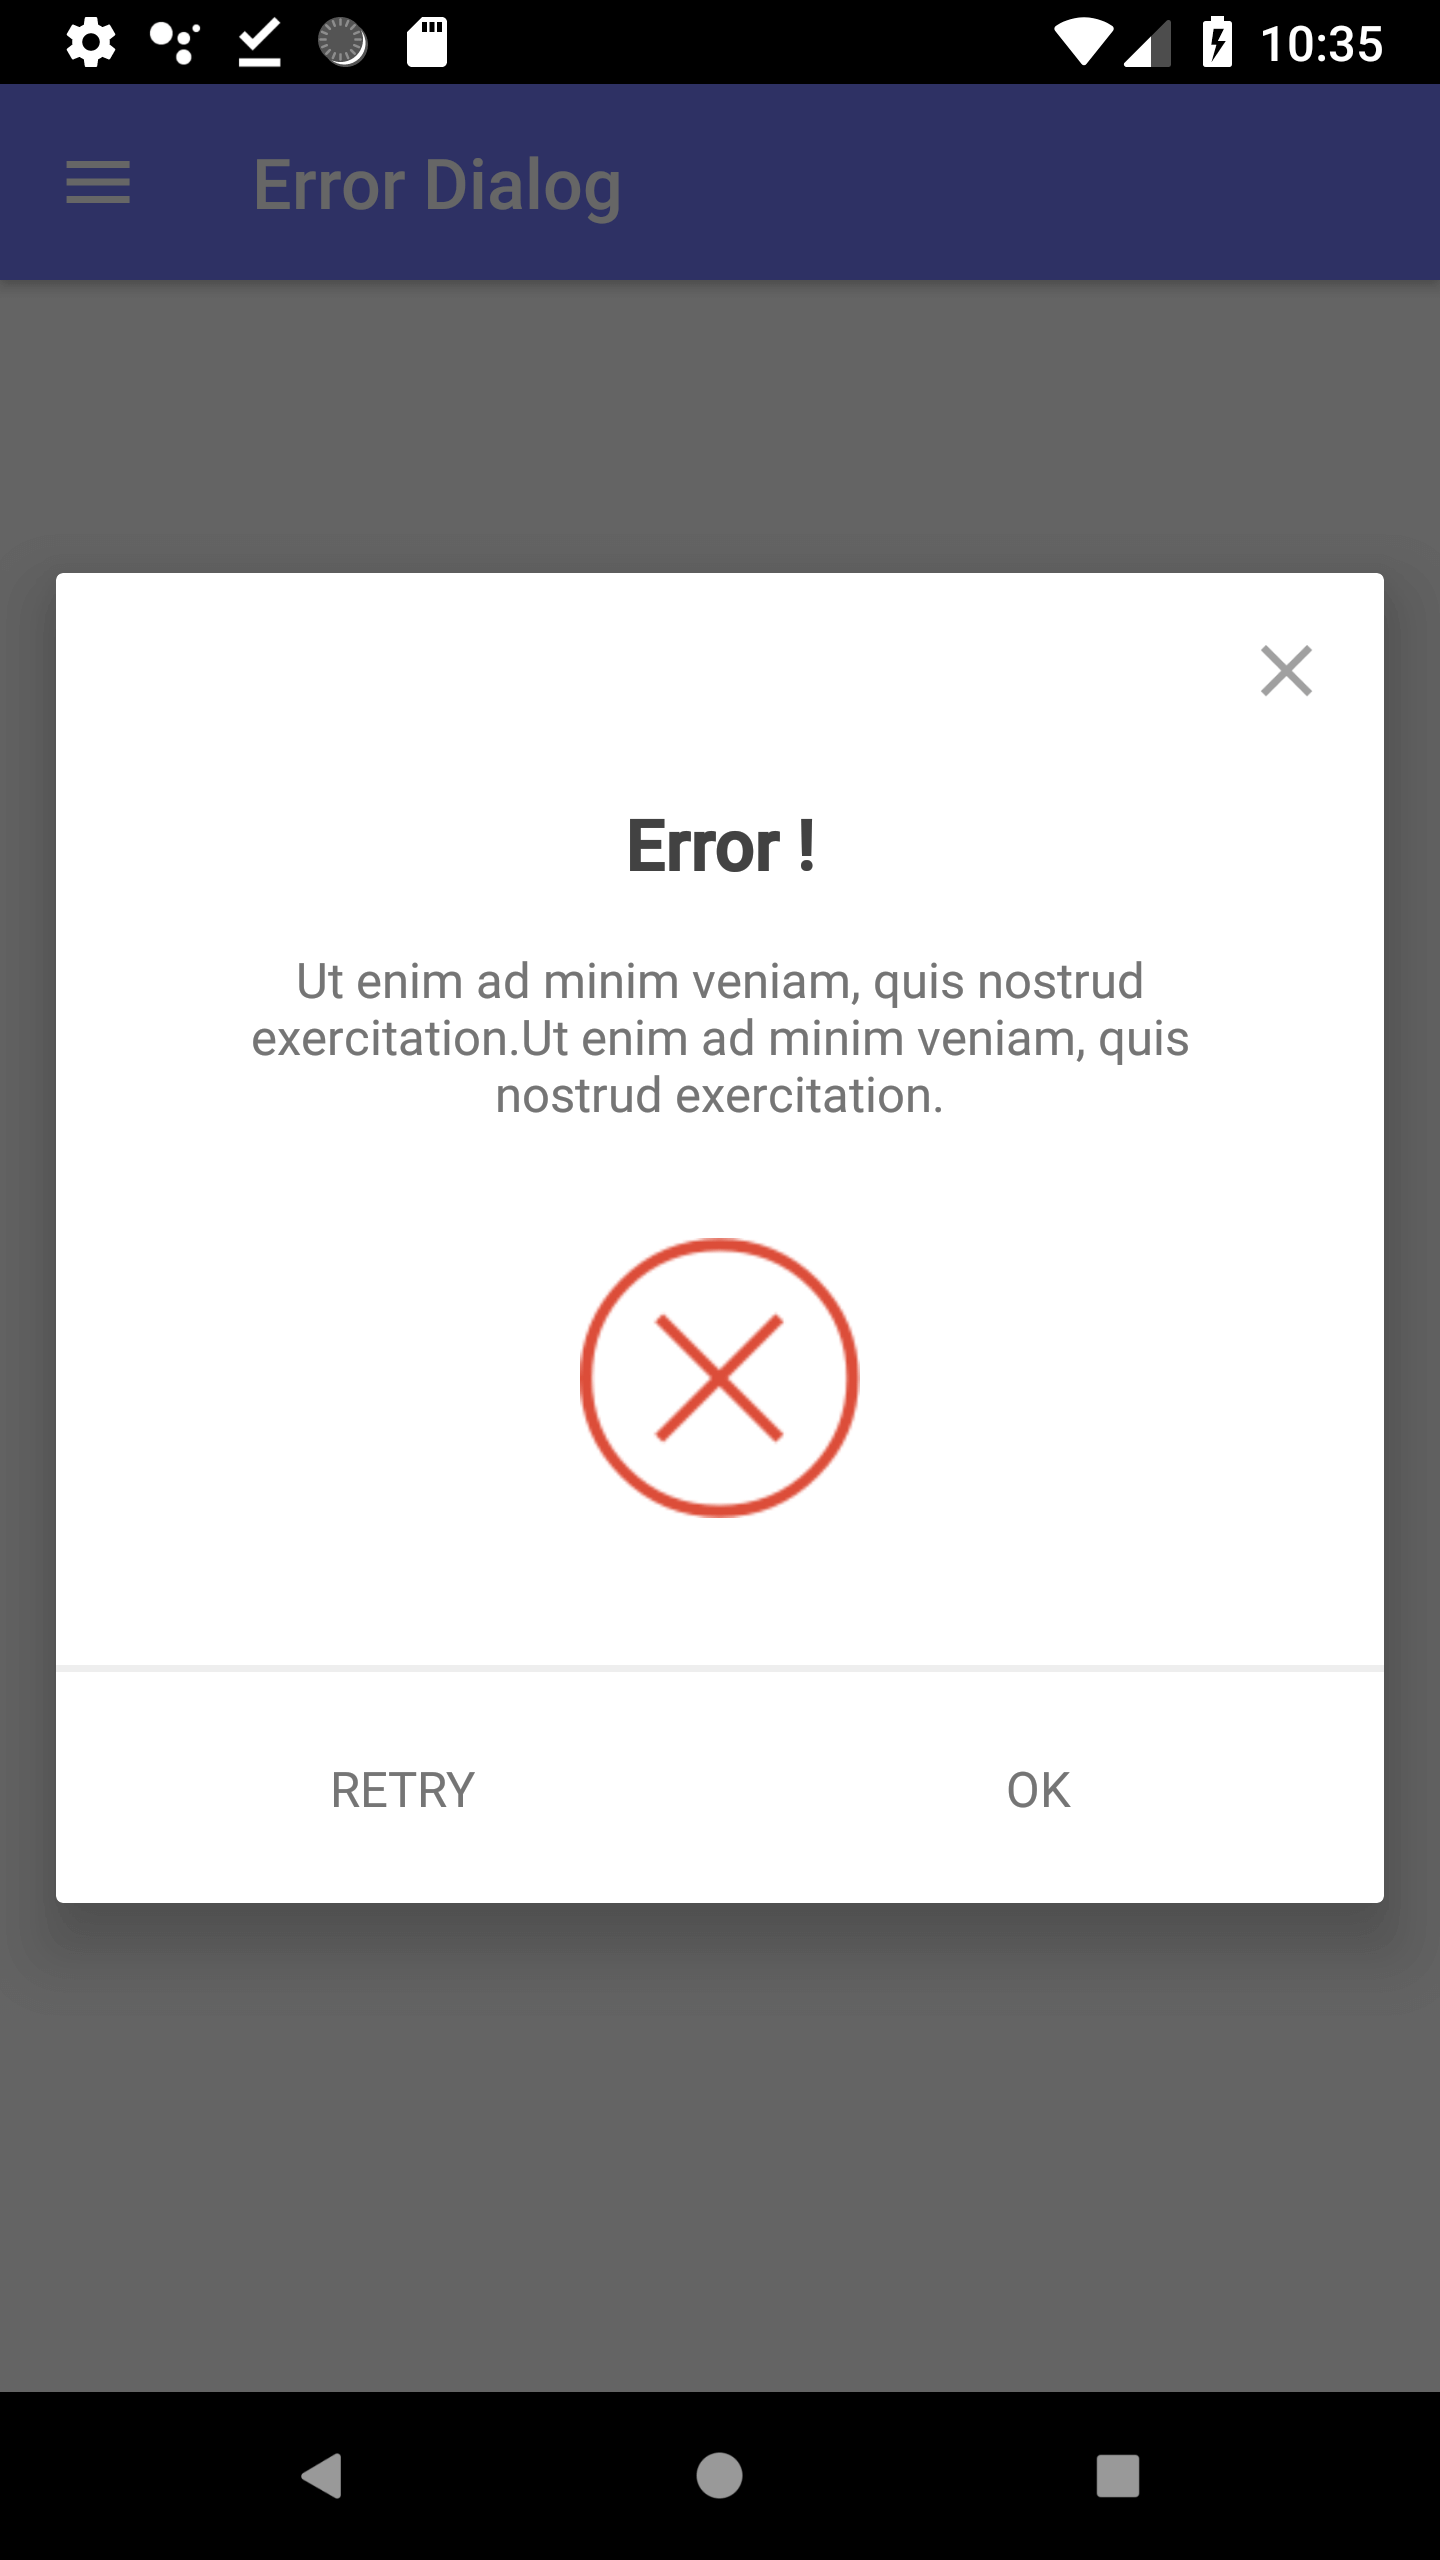 10:35
Error Dialog
Error !
Ut enim ad minim veniam, quis nostrud
exercitation.Ut enim ad minim veniam, quis
nostrud exercitation.
RETRY OK